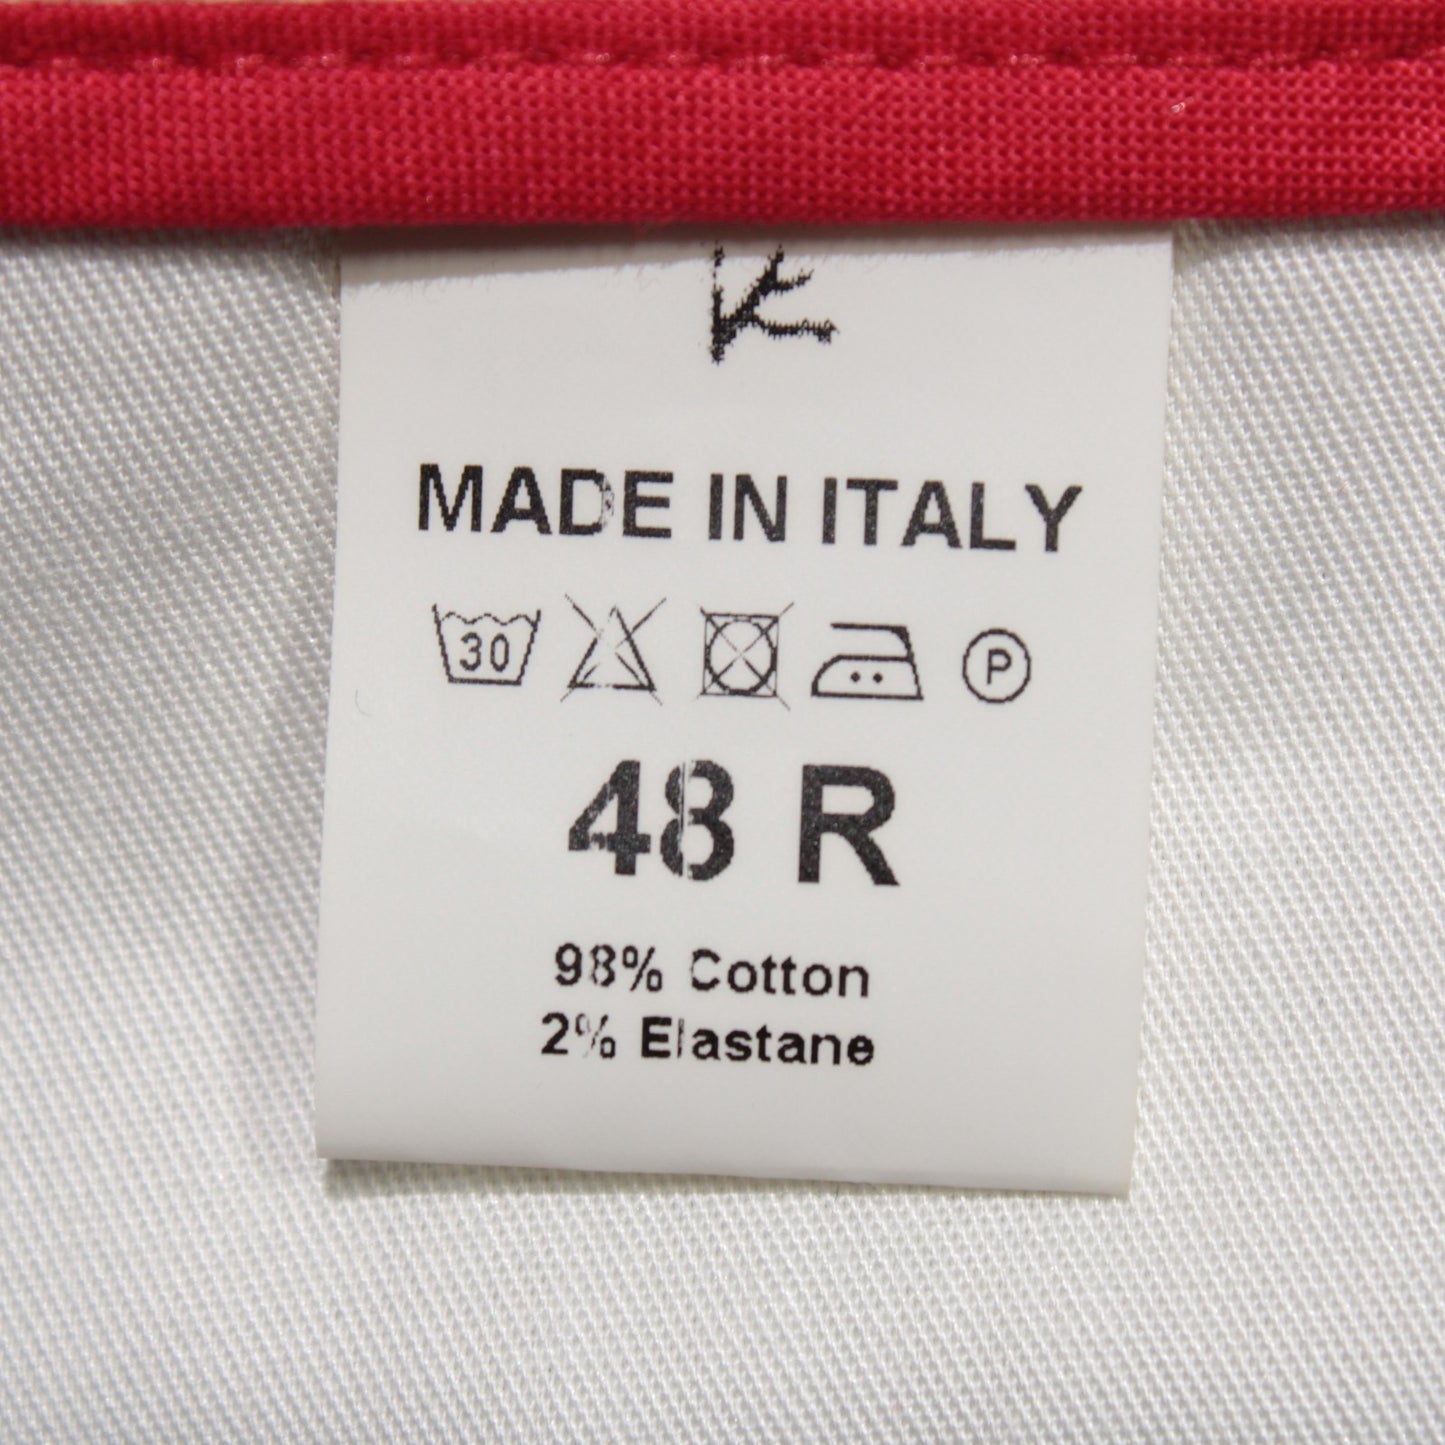 MADE IN ITALY
30 P
48 R
98% Cotton
2% Elastane